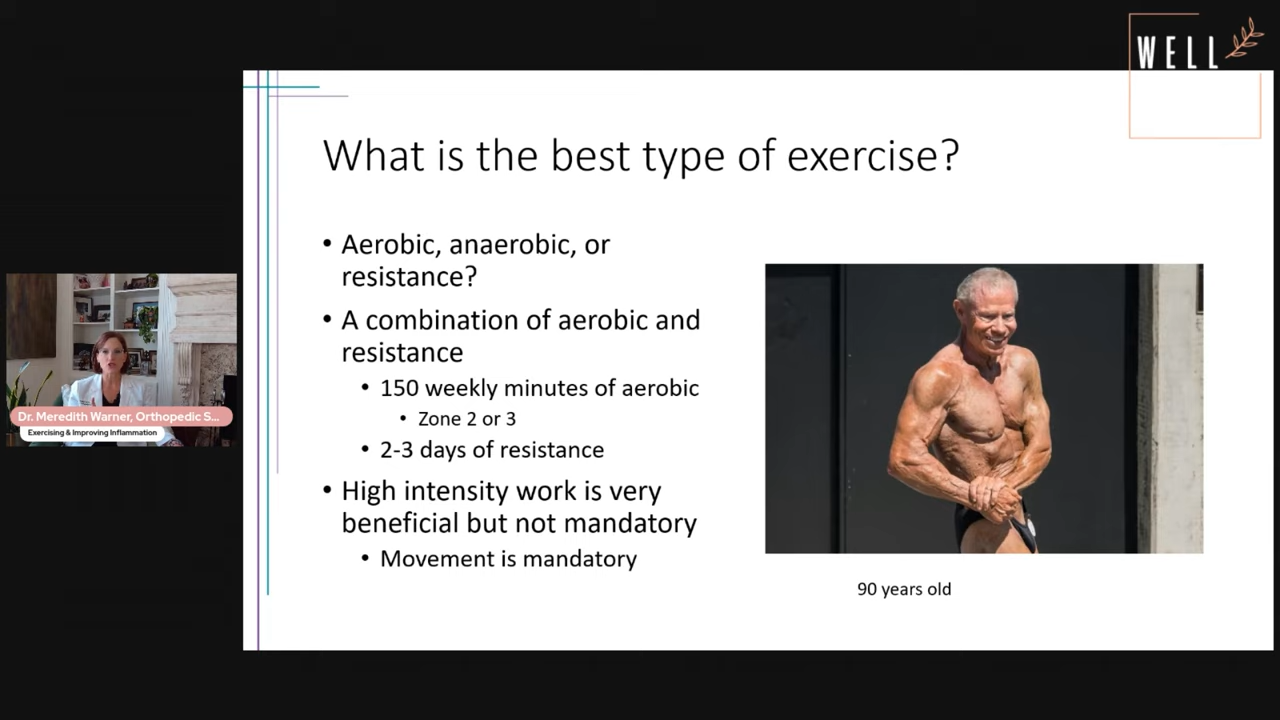 WELL
What is the best type of exercise?
• Aerobic, anaerobic, or
resistance?
• A combination of aerobic and
resistance
• 150 weekly minutes of aerobic
• Zone 2 or 3
• 2-3 days of resistance
• High intensity work is very
beneficial but not mandatory
• Movement is mandatory
90 years old
Dr. Meredith Warner, Orthopedic S...
Exercising & Improving Inflammation